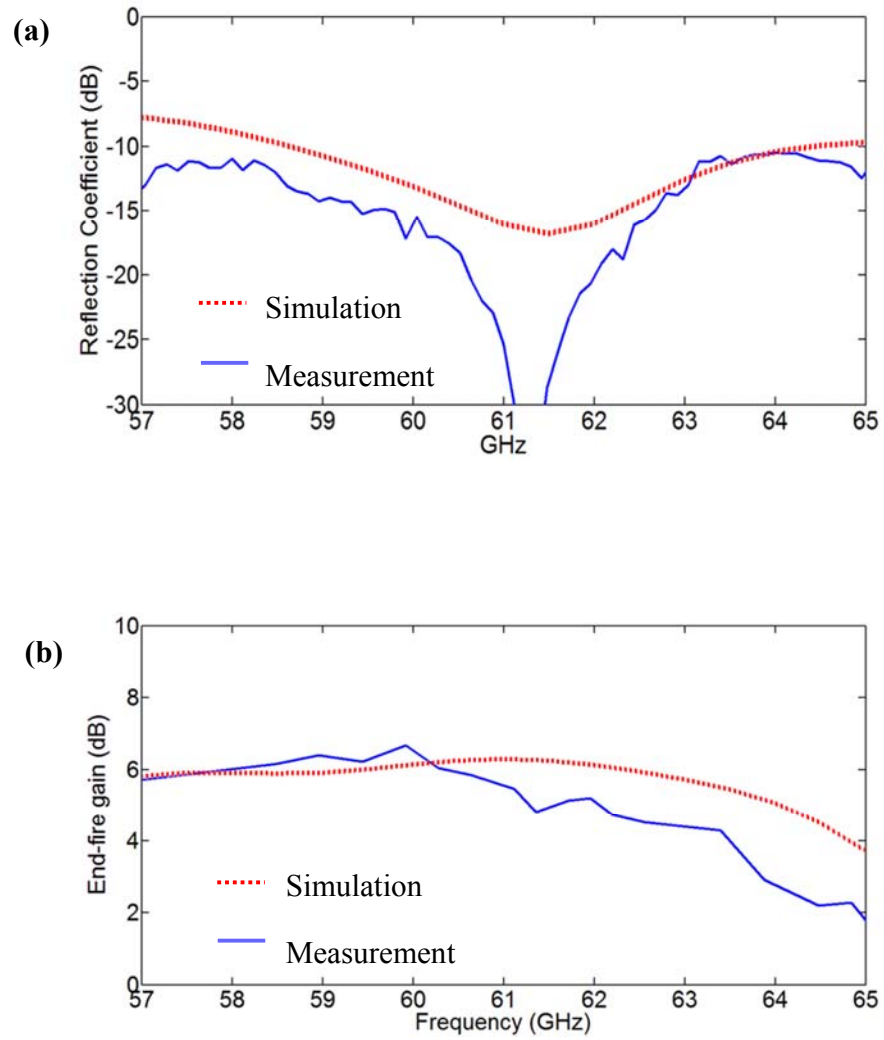 (a)
Reflection Coefficient (dB)
0
-5
-10
-15
-20
-25
-30
Simulation
Measurement
57 58 59 60 61 62 63 64 65
GHz
(b)
End-fire gain (dB)
10
8
6
4
2
0
Simulation
Measurement
57 58 59 60 61 62 63 64 65
Frequency (GHz)